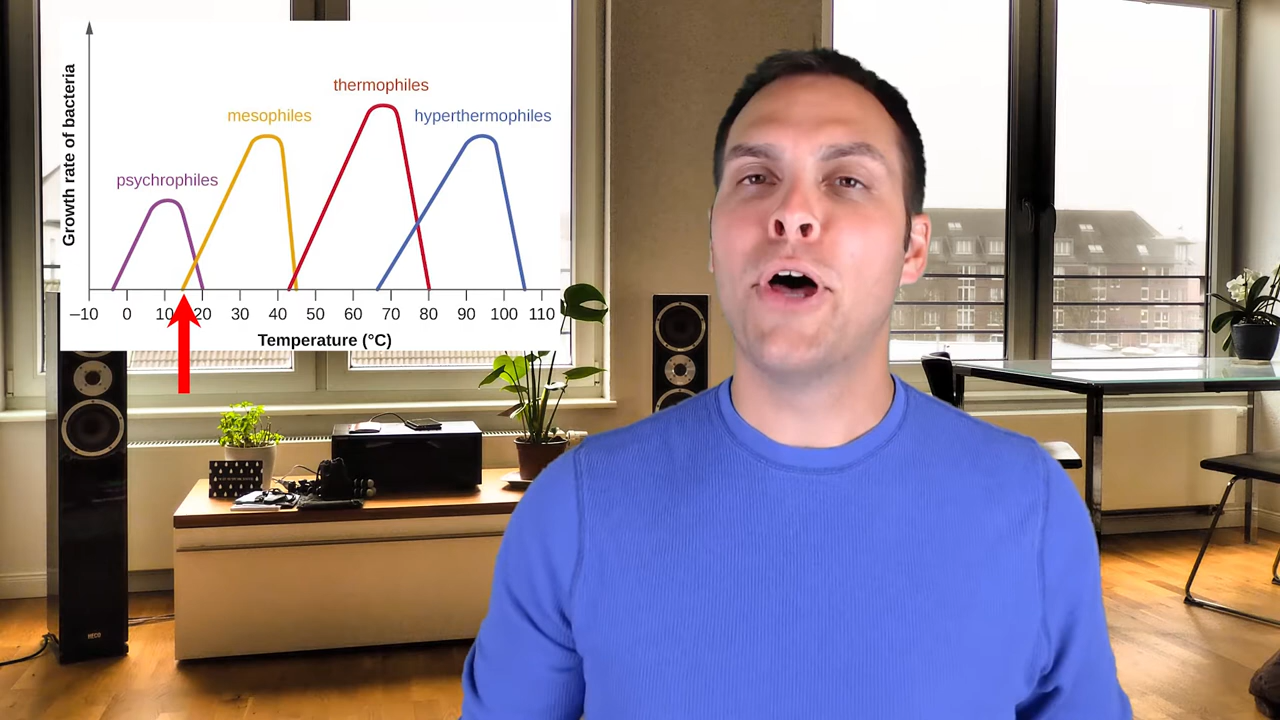 thermophiles
mesophiles
hyperthermophiles
psychrophiles
Growth rate of bacteria
–10 0 10 20 30 40 50 60 70 80 90 100 110
Temperature (°C)
HECO